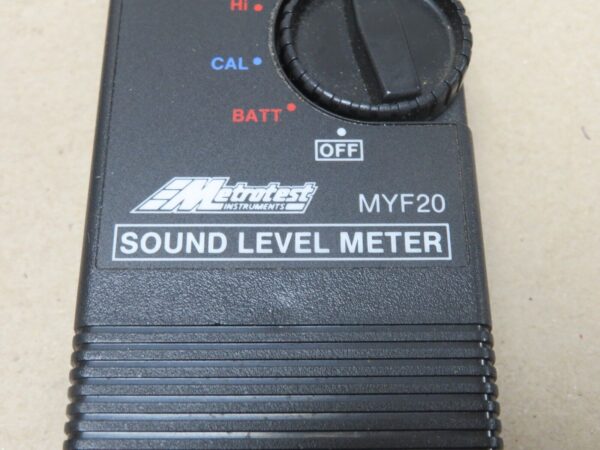 Hi
CAL
BATT
OFF
Metrotest
INSTRUMENTS
MYF20
SOUND LEVEL METER